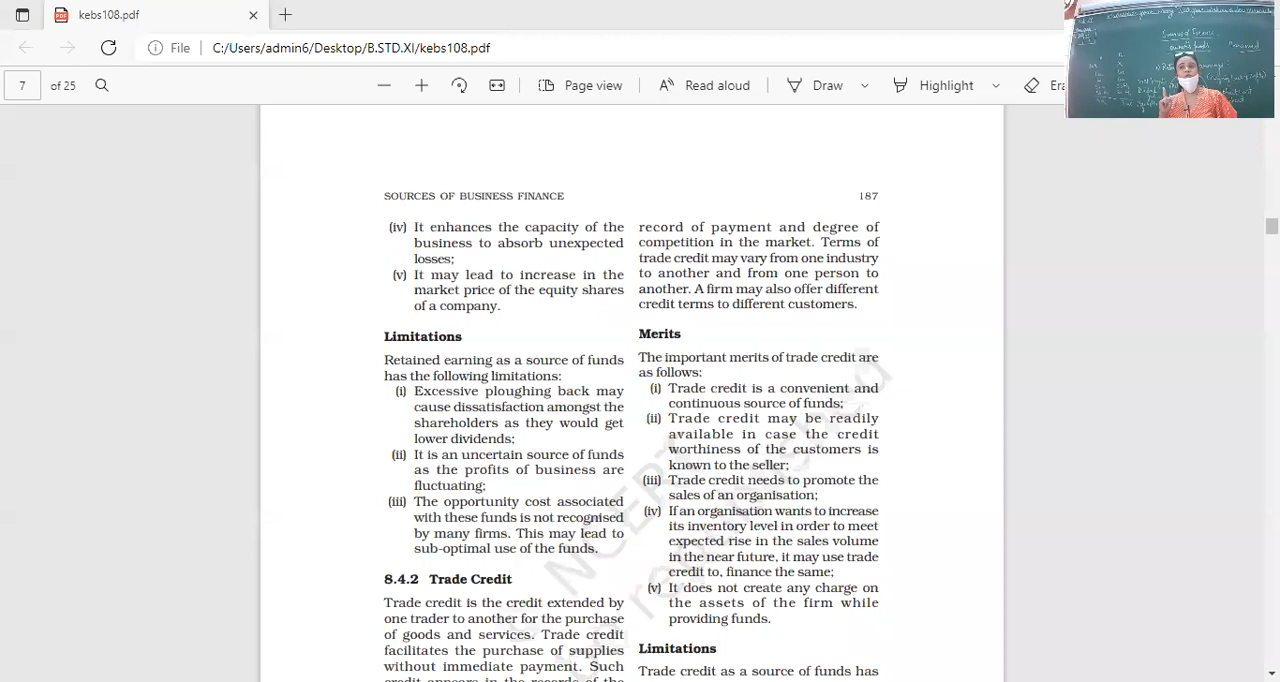 kebs108.pdf
File
C:/Users/admin6/Desktop/B.STD.XI/kebs108.pdf
7 of 25
Page view
Read aloud
Draw
Highlight
Era
SOURCES OF BUSINESS FINANCE
187
(iv) It enhances the capacity of the
business to absorb unexpected
losses;
(v) It may lead to increase in the
market price of the equity shares
of a company.
Limitations
Retained earning as a source of funds
has the following limitations:
(i) Excessive ploughing back may
cause dissatisfaction amongst the
shareholders as they would get
lower dividends;
(ii) It is an uncertain source of funds
as the profits of business are
fluctuating;
(iii) The opportunity cost associated
with these funds is not recognised
by many firms. This may lead to
sub-optimal use of the funds.
8.4.2 Trade Credit
Trade credit is the credit extended by
one trader to another for the purchase
of goods and services. Trade credit
facilitates the purchase of supplies
without immediate payment. Such
credit appears in the records of the
record of payment and degree of
competition in the market. Terms of
trade credit may vary from one industry
to another and from one person to
another. A firm may also offer different
credit terms to different customers.
Merits
The important merits of trade credit are
as follows:
(i) Trade credit is a convenient and
continuous source of funds;
(ii) Trade credit may be readily
available in case the credit
worthiness of the customers is
known to the seller;
(iii) Trade credit needs to promote the
sales of an organisation;
(iv) If an organisation wants to increase
its inventory level in order to meet
expected rise in the sales volume
in the near future, it may use trade
credit to, finance the same;
(v) It does not create any charge on
the assets of the firm while
providing funds.
Limitations
Trade credit as a source of funds has